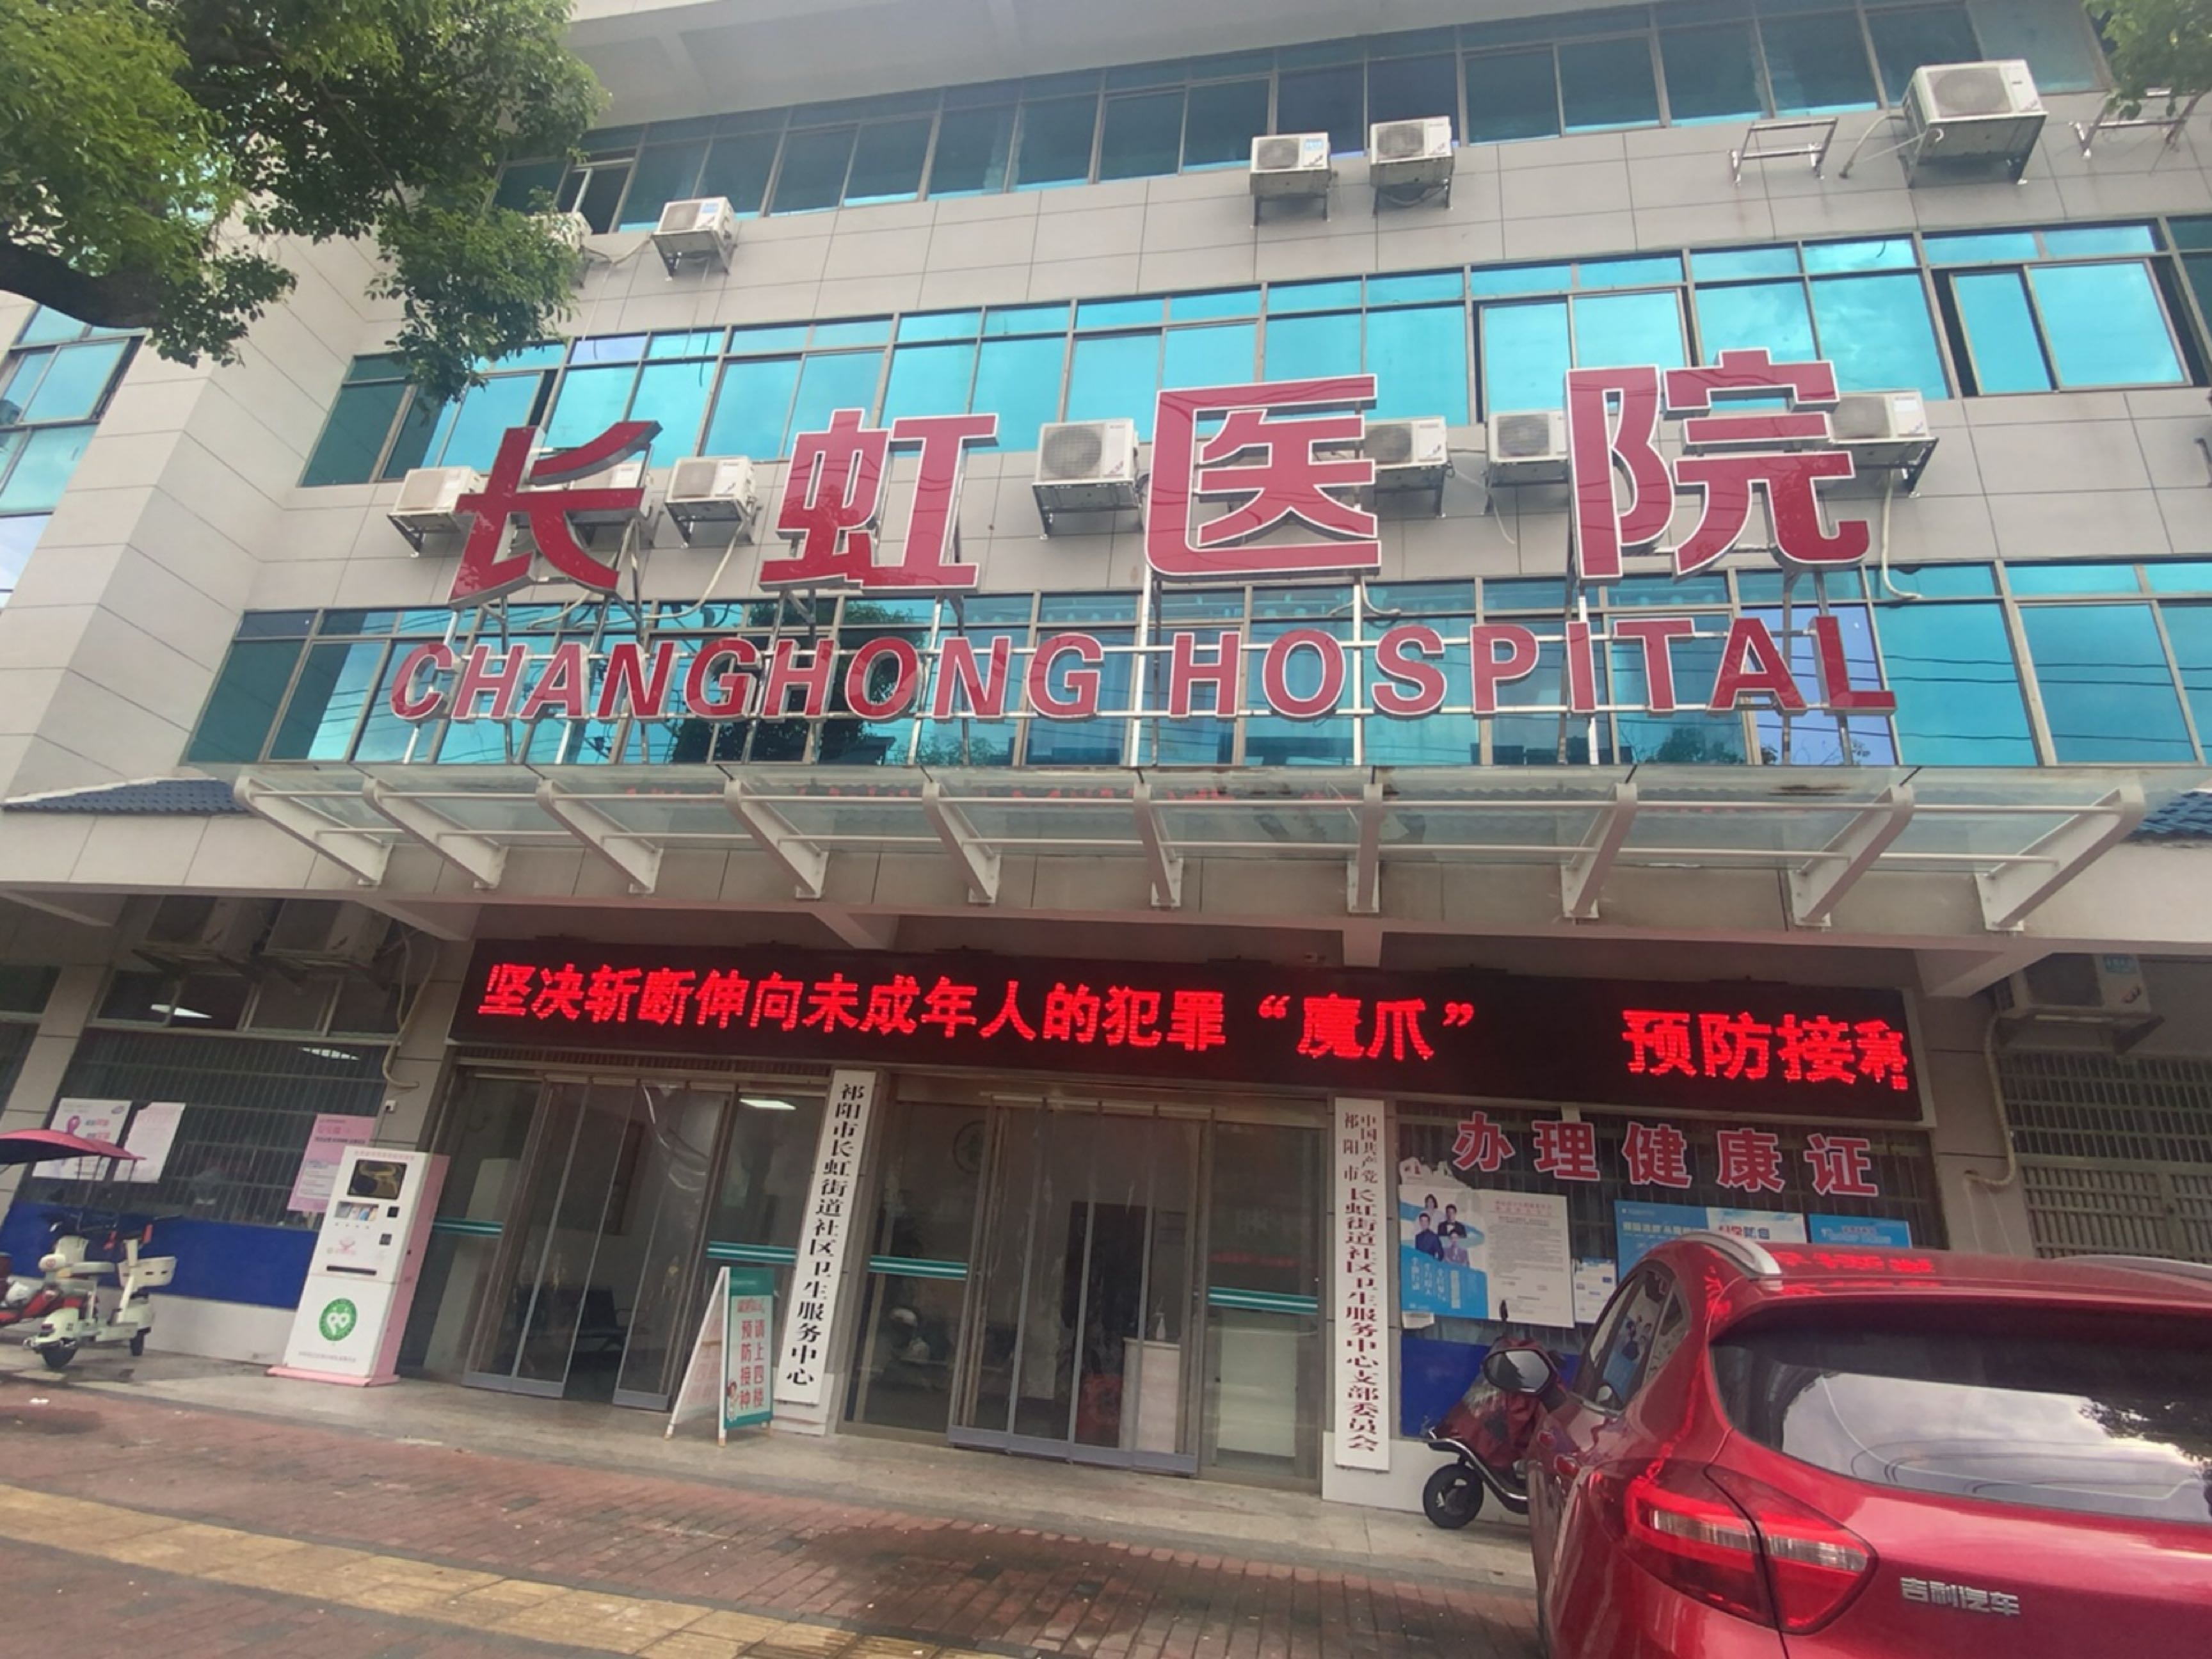 长虹医院
CHANGHONG HOSPITAL
坚决斩断伸向未成年人的犯罪“魔爪” 预防接种
办理健康证
祁阳市长虹街道社区卫生服务中心
中国共产党
祁阳市
长虹街道社区卫生服务中心支部委员会
请上四楼
预防接种
吉利汽车